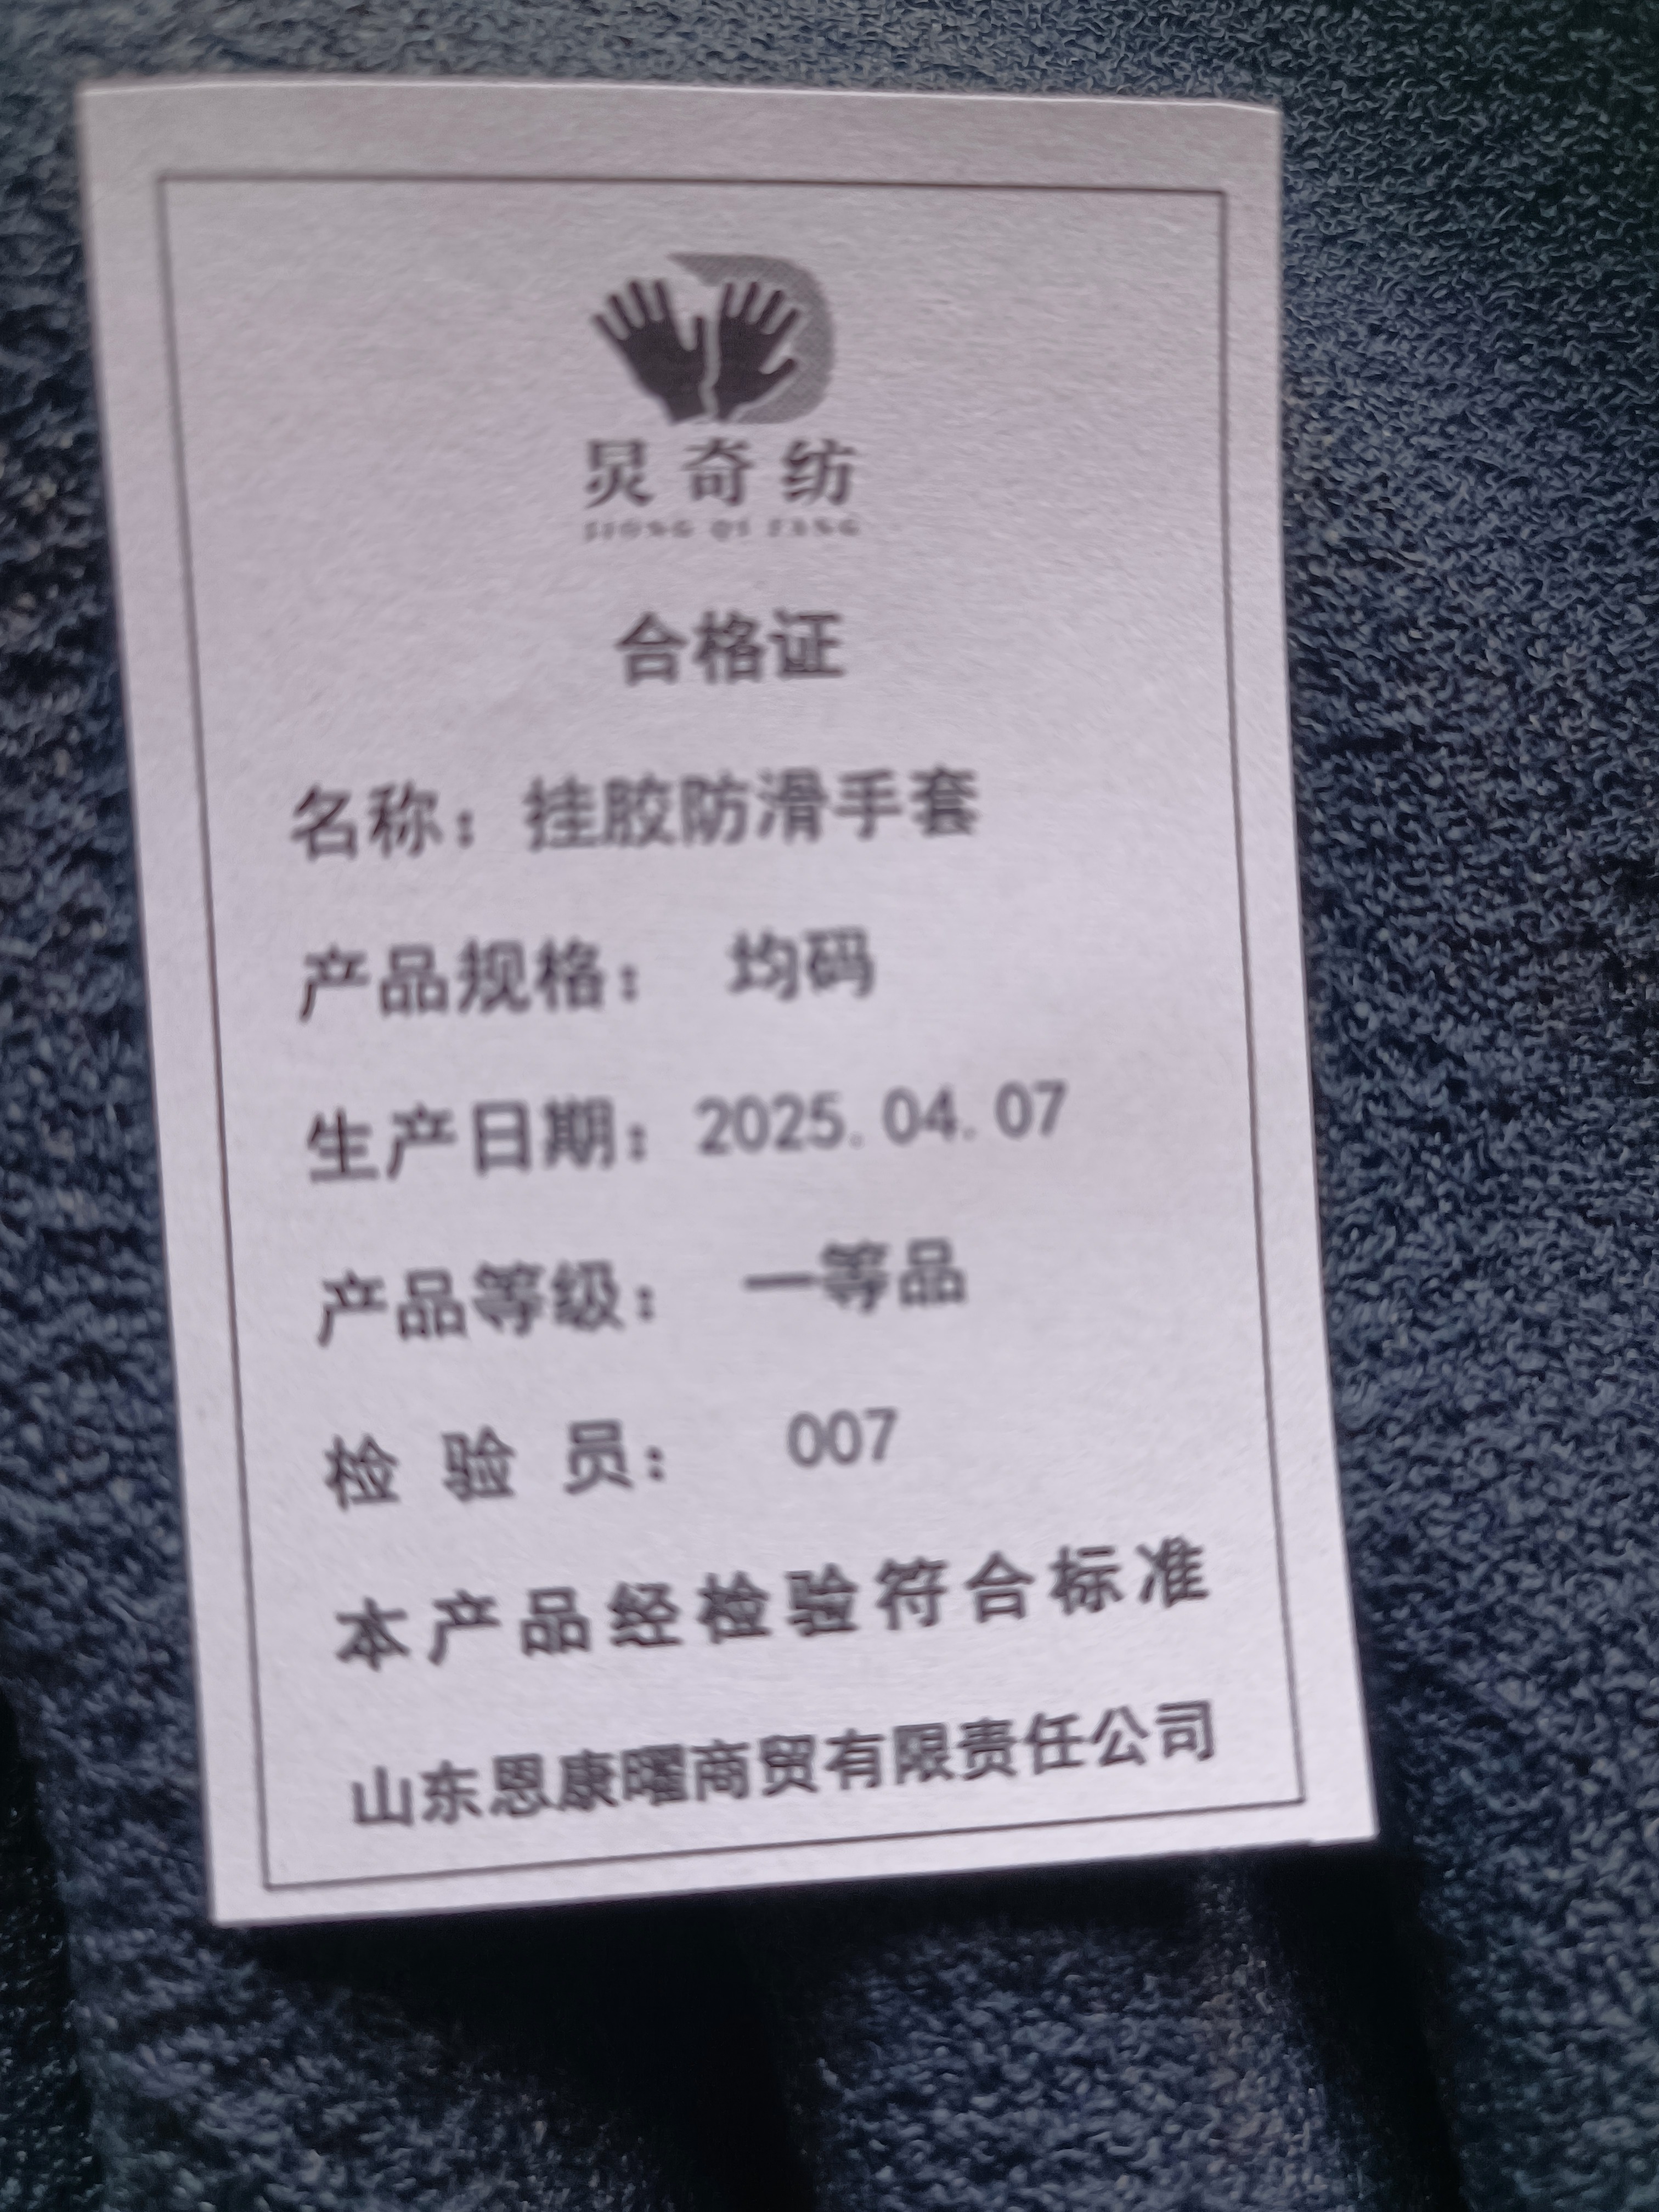 炅奇纺
JIONG QI FANG
合格证
名称：挂胶防滑手套
产品规格： 均码
生产日期：2025.04.07
产品等级： 一等品
检 验 员： 007
本产品经检验符合标准
山东恩康曜商贸有限责任公司